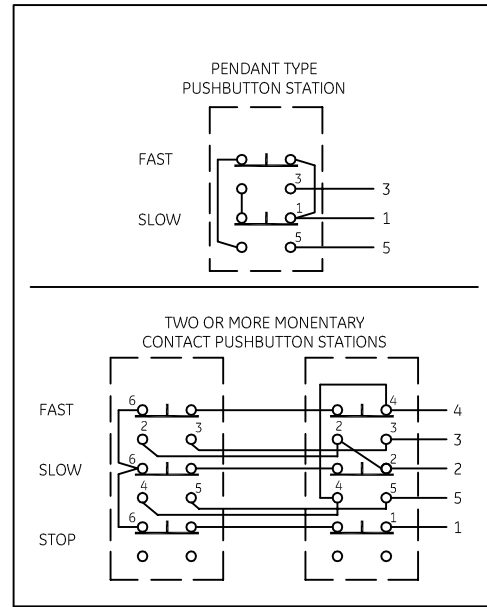 PENDANT TYPE
PUSHBUTTON STATION
FAST
3 3
SLOW 1 1
5 5
TWO OR MORE MONENTARY
CONTACT PUSHBUTTON STATIONS
FAST 6 4 4
2 3 2 3 3
SLOW 6 2 2
4 5 4 5 5
6 1 1
STOP